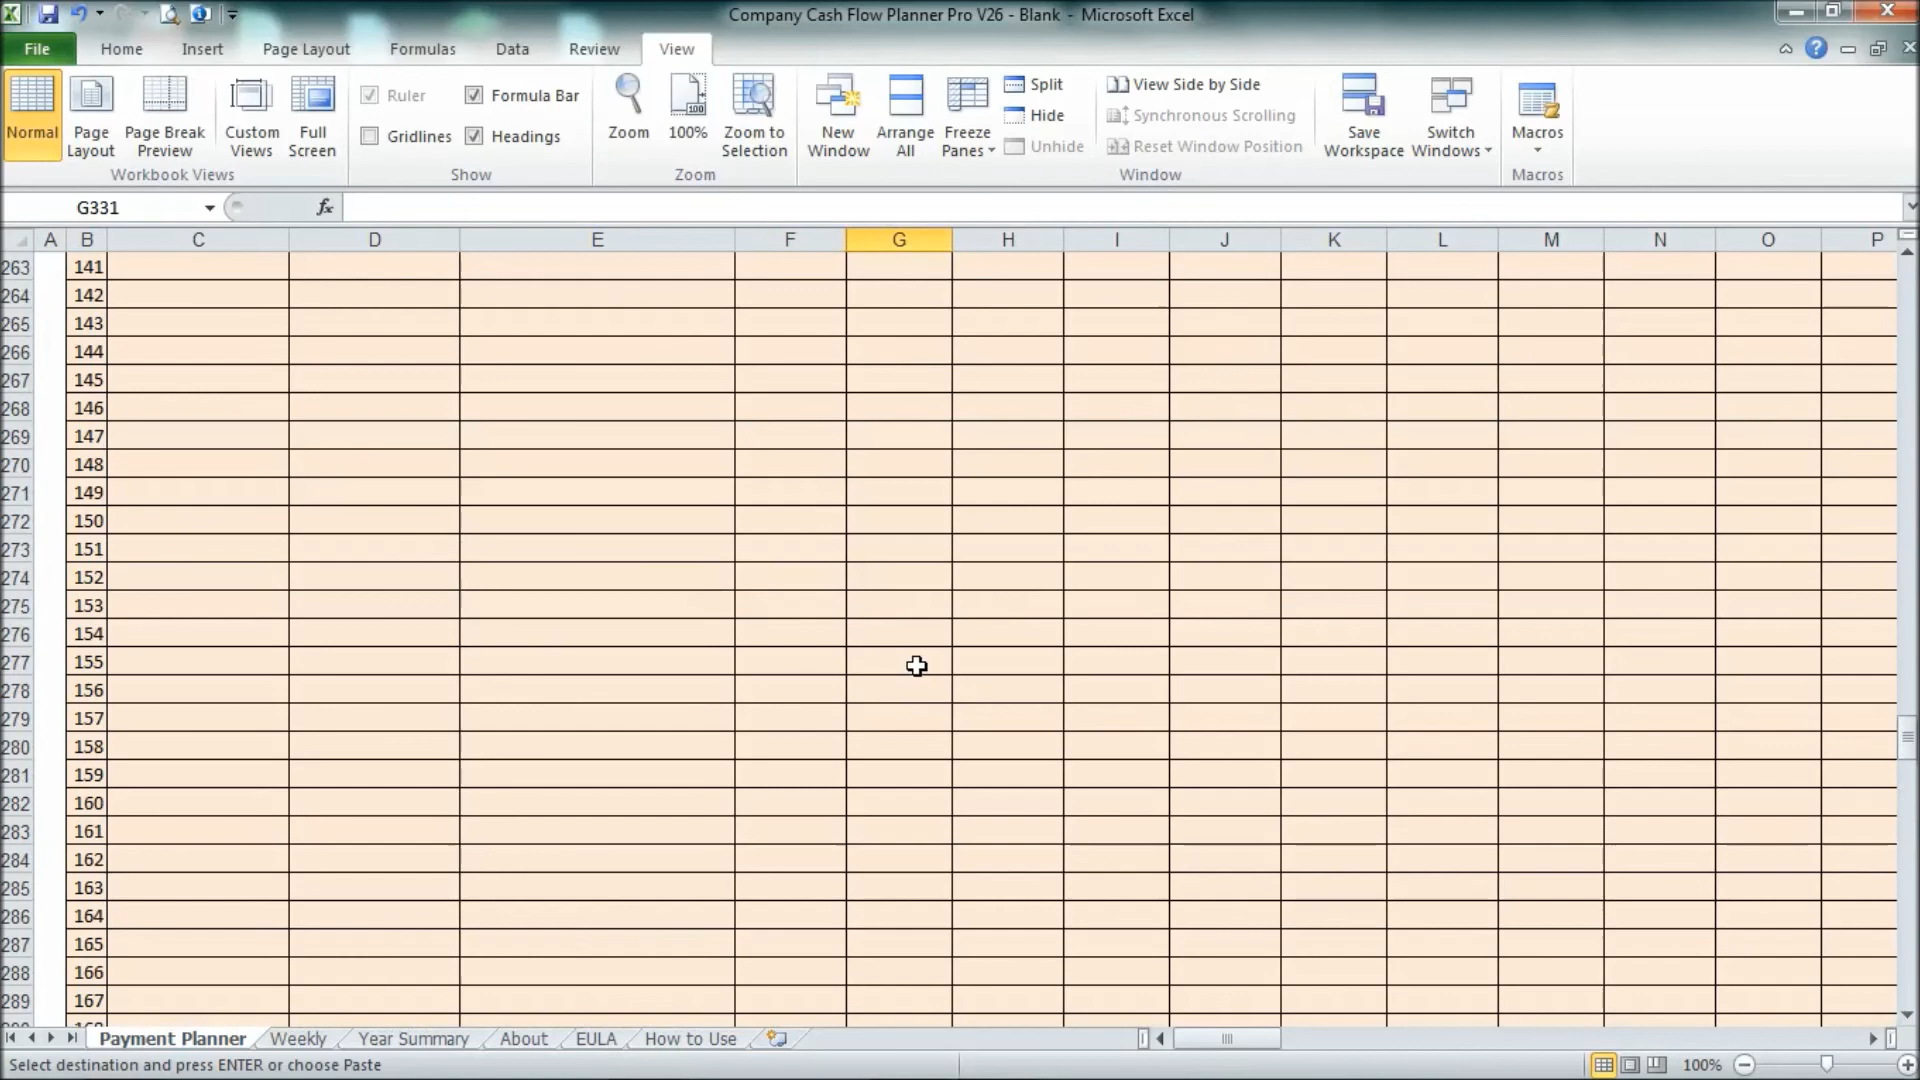 Company Cash Flow Planner Pro V26 - Blank - Microsoft Excel
File Home Insert Page Layout Formulas Data Review View
Normal Page Layout Page Break Preview Custom Views Full Screen
Workbook Views
Ruler Formula Bar
Gridlines Headings
Show
Zoom 100% Zoom to Selection
Zoom
New Window Arrange All Freeze Panes
Split
Hide
Unhide
View Side by Side
Synchronous Scrolling
Reset Window Position
Window
Save Workspace Switch Windows
Macros
Macros
G331 fx
A B C D E F G H I J K L M N O P
263 141
264 142
265 143
266 144
267 145
268 146
269 147
270 148
271 149
272 150
273 151
274 152
275 153
276 154
277 155
278 156
279 157
280 158
281 159
282 160
283 161
284 162
285 163
286 164
287 165
288 166
289 167
Payment Planner Weekly Year Summary About EULA How to Use
Select destination and press ENTER or choose Paste 100%